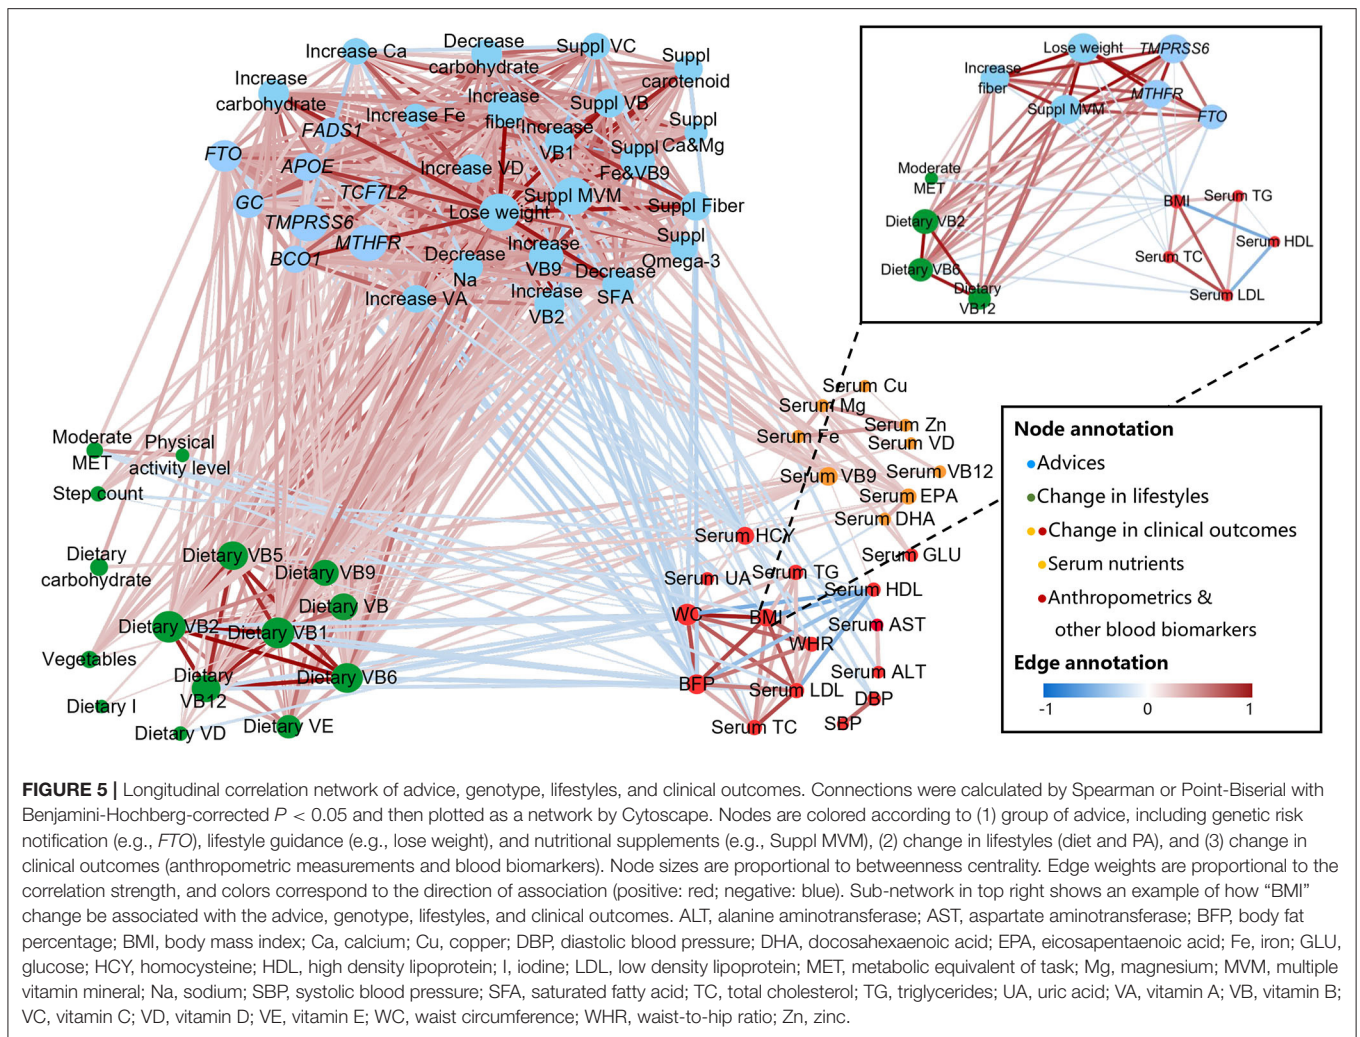 Increase Ca
Decrease
carbohydrate
Suppl VC
Suppl
carotenoid
Increase
carbohydrate
Increase Fe
Increase
fiber
Suppl VB
Suppl
Ca&Mg
FADS1
Increase
VB1
Suppl
Fe&VB9
FTO
APOE
Increase VD
TCF7L2
Suppl MVM
GC
Lose weight
Suppl Fiber
TMPRSS6
MTHFR
BCO1
Decrease
Na
Increase
VB9
Suppl
Omega-3
Decrease
SFA
Increase VA
Increase
VB2
Lose weight
TMPRSS6
Increase
fiber
MTHFR
Suppl MVM
FTO
Moderate
MET
BMI
Serum TG
Dietary VB2
Serum HDL
Serum TC
Dietary VB6
Dietary
VB12
Serum LDL
Serum Cu
Serum Mg
Serum Zn
Serum Fe
Serum VD
Serum VB9
Serum VB12
Serum EPA
Serum DHA
Moderate
MET
Physical
activity level
Step count
Dietary
carbohydrate
Dietary VB5
Dietary VB9
Dietary VB
Dietary VB2
Dietary VB1
Vegetables
Dietary
VB12
Dietary VB6
Dietary I
Dietary VD
Dietary VE
Serum HCY
Serum GLU
Serum UA
Serum TG
Serum HDL
WC
BMI
Serum AST
WHR
Serum ALT
BFP
Serum LDL
DBP
SBP
Serum TC
Node annotation
Advices
Change in lifestyles
Change in clinical outcomes
Serum nutrients
Anthropometrics &
other blood biomarkers
Edge annotation
-1 0 1
FIGURE 5 | Longitudinal correlation network of advice, genotype, lifestyles, and clinical outcomes. Connections were calculated by Spearman or Point-Biserial with
Benjamini-Hochberg-corrected P < 0.05 and then plotted as a network by Cytoscape. Nodes are colored according to (1) group of advice, including genetic risk
notification (e.g., FTO), lifestyle guidance (e.g., lose weight), and nutritional supplements (e.g., Suppl MVM), (2) change in lifestyles (diet and PA), and (3) change in
clinical outcomes (anthropometric measurements and blood biomarkers). Node sizes are proportional to betweenness centrality. Edge weights are proportional to the
correlation strength, and colors correspond to the direction of association (positive: red; negative: blue). Sub-network in top right shows an example of how “BMI”
change be associated with the advice, genotype, lifestyles, and clinical outcomes. ALT, alanine aminotransferase; AST, aspartate aminotransferase; BFP, body fat
percentage; BMI, body mass index; Ca, calcium; Cu, copper; DBP, diastolic blood pressure; DHA, docosahexaenoic acid; EPA, eicosapentaenoic acid; Fe, iron; GLU,
glucose; HCY, homocysteine; HDL, high density lipoprotein; I, iodine; LDL, low density lipoprotein; MET, metabolic equivalent of task; Mg, magnesium; MVM, multiple
vitamin mineral; Na, sodium; SBP, systolic blood pressure; SFA, saturated fatty acid; TC, total cholesterol; TG, triglycerides; UA, uric acid; VA, vitamin A; VB, vitamin B;
VC, vitamin C; VD, vitamin D; VE, vitamin E; WC, waist circumference; WHR, waist-to-hip ratio; Zn, zinc.